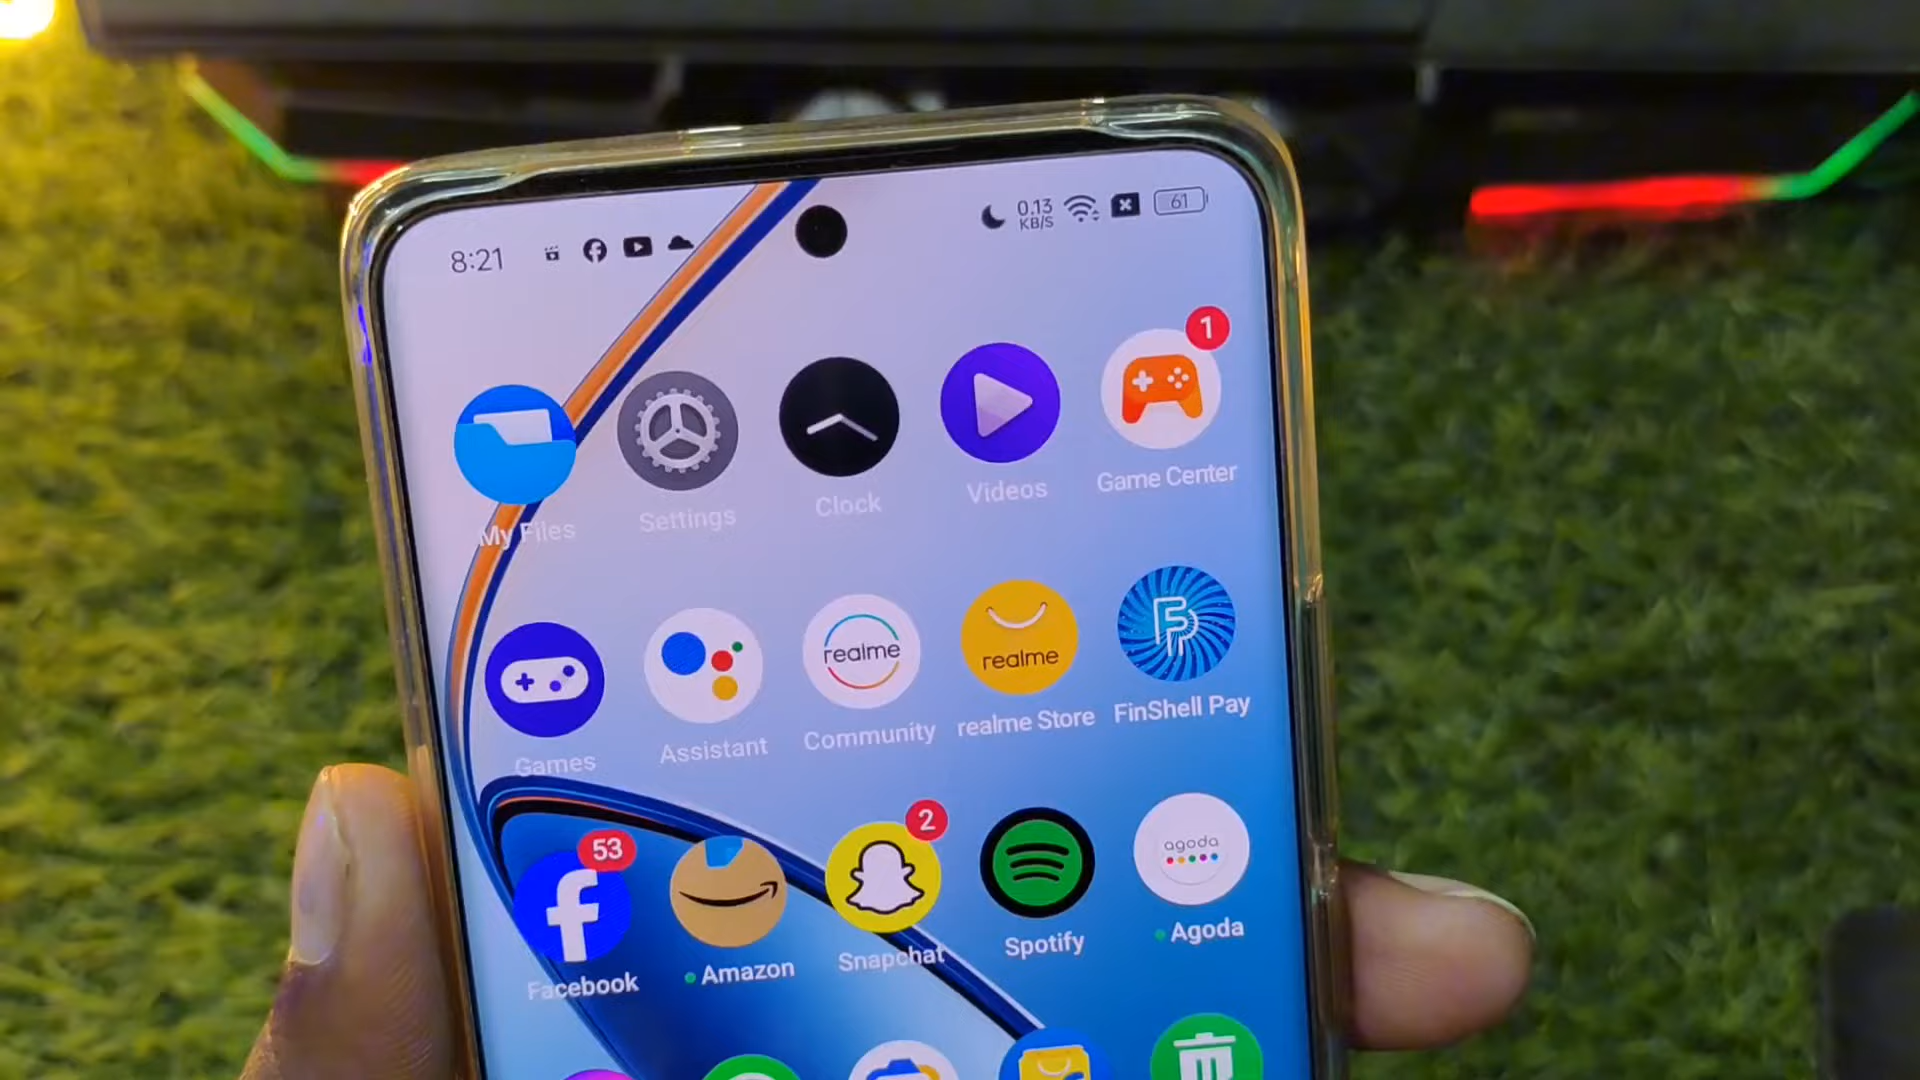 8:21
0.13
KB/S
61
1
My Files
Settings
Clock
Videos
Game Center
realme
realme
Games
Assistant
Community
realme Store
FinShell Pay
53
2
agoda
Facebook
Amazon
Snapchat
Spotify
Agoda